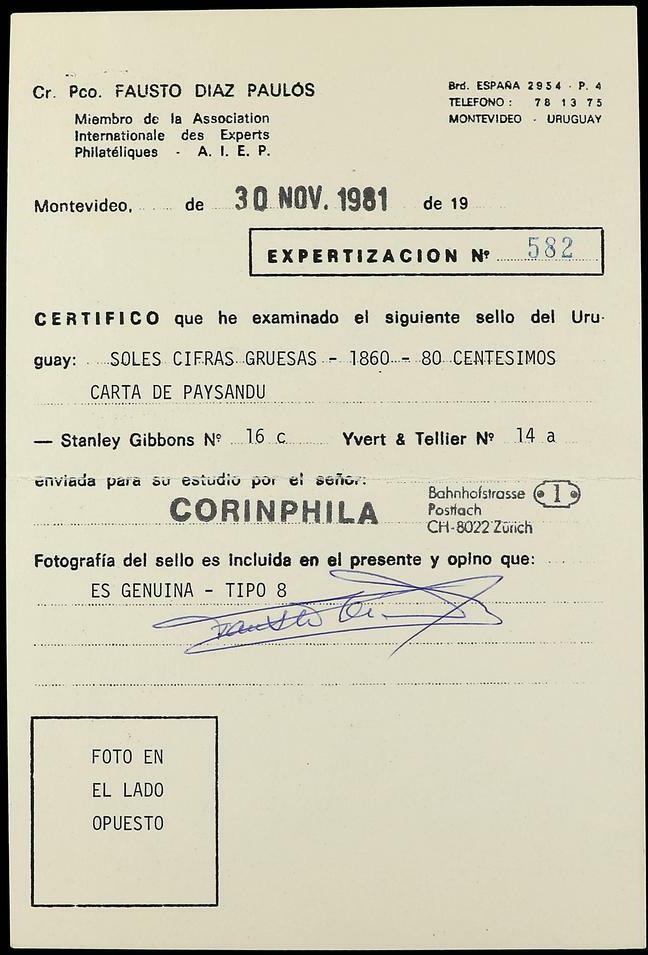 Cr. Pco. FAUSTO DIAZ PAULÓS
Miembro de la Association
Internationale des Experts
Philatéliques - A. I. E. P.
Brd. ESPAÑA 2954 - P. 4
TELEFONO: 78 13 75
MONTEVIDEO - URUGUAY
Montevideo, de 30 NOV. 1981 de 19
EXPERTIZACION Nº 582
CERTIFICO que he examinado el siguiente sello del Uru-
guay: SOLES CIFRAS GRUESAS - 1860 - 80 CENTESIMOS
CARTA DE PAYSANDU
— Stanley Gibbons Nº 16 c Yvert & Tellier Nº 14 a
enviada para su estudio por el señor:
CORINPHILA
Bahnhofstrasse 1
Postfach
CH-8022 Zürich
Fotografía del sello es incluida en el presente y opino que:
ES GENUINA - TIPO 8
Fausto
FOTO EN
EL LADO
OPUESTO